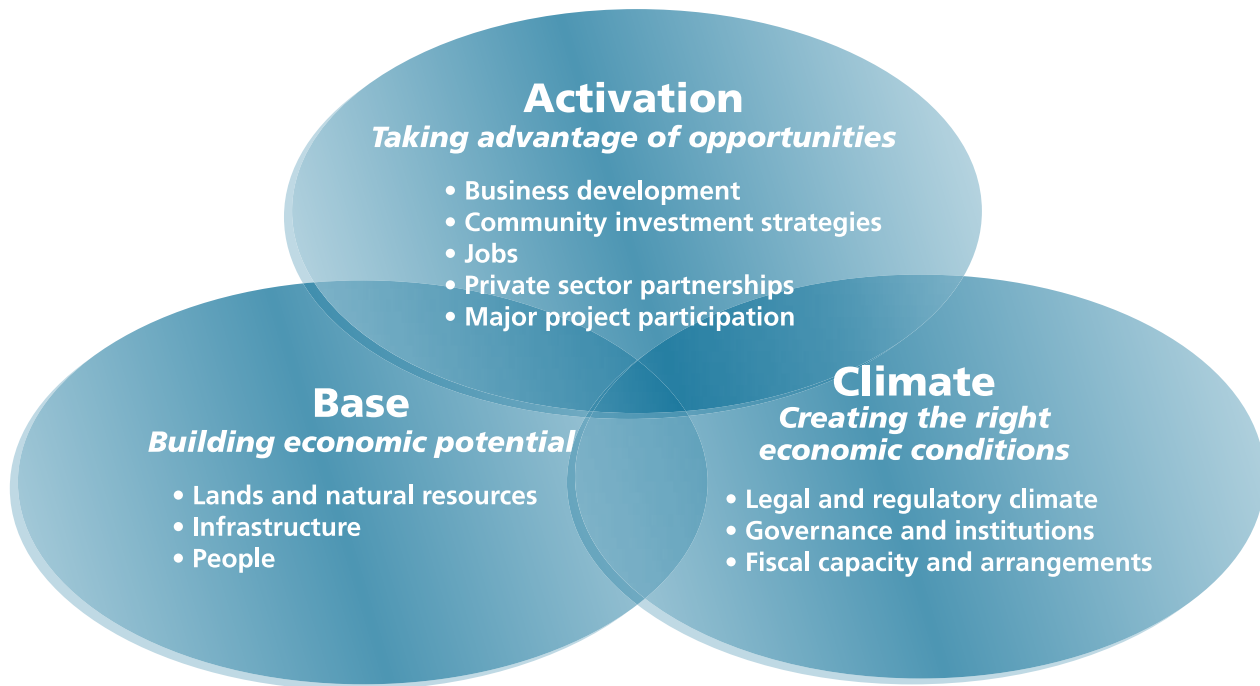 Activation
Taking advantage of opportunities
• Business development
• Community investment strategies
• Jobs
• Private sector partnerships
• Major project participation
Base
Building economic potential
• Lands and natural resources
• Infrastructure
• People
Climate
Creating the right
economic conditions
• Legal and regulatory climate
• Governance and institutions
• Fiscal capacity and arrangements